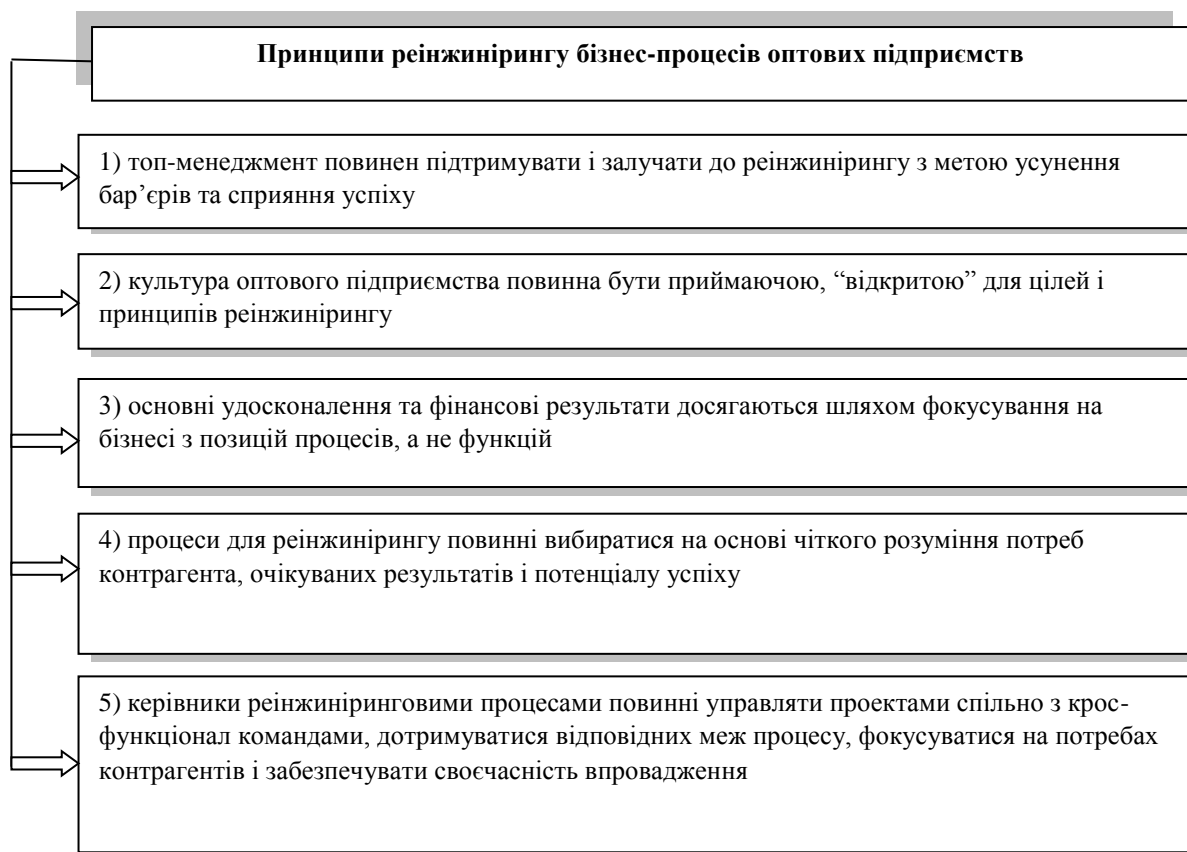 Принципи реінжинірингу бізнес-процесів оптових підприємств
1) топ-менеджмент повинен підтримувати і залучати до реінжинірингу з метою усунення
бар’єрів та сприяння успіху
2) культура оптового підприємства повинна бути приймаючою, “відкритою” для цілей і
принципів реінжинірингу
3) основні удосконалення та фінансові результати досягаються шляхом фокусування на
бізнесі з позицій процесів, а не функцій
4) процеси для реінжинірингу повинні вибиратися на основі чіткого розуміння потреб
контрагента, очікуваних результатів і потенціалу успіху
5) керівники реінжиніринговими процесами повинні управляти проектами спільно з крос-
функціонал командами, дотримуватися відповідних меж процесу, фокусуватися на потребах
контрагентів і забезпечувати своєчасність впровадження